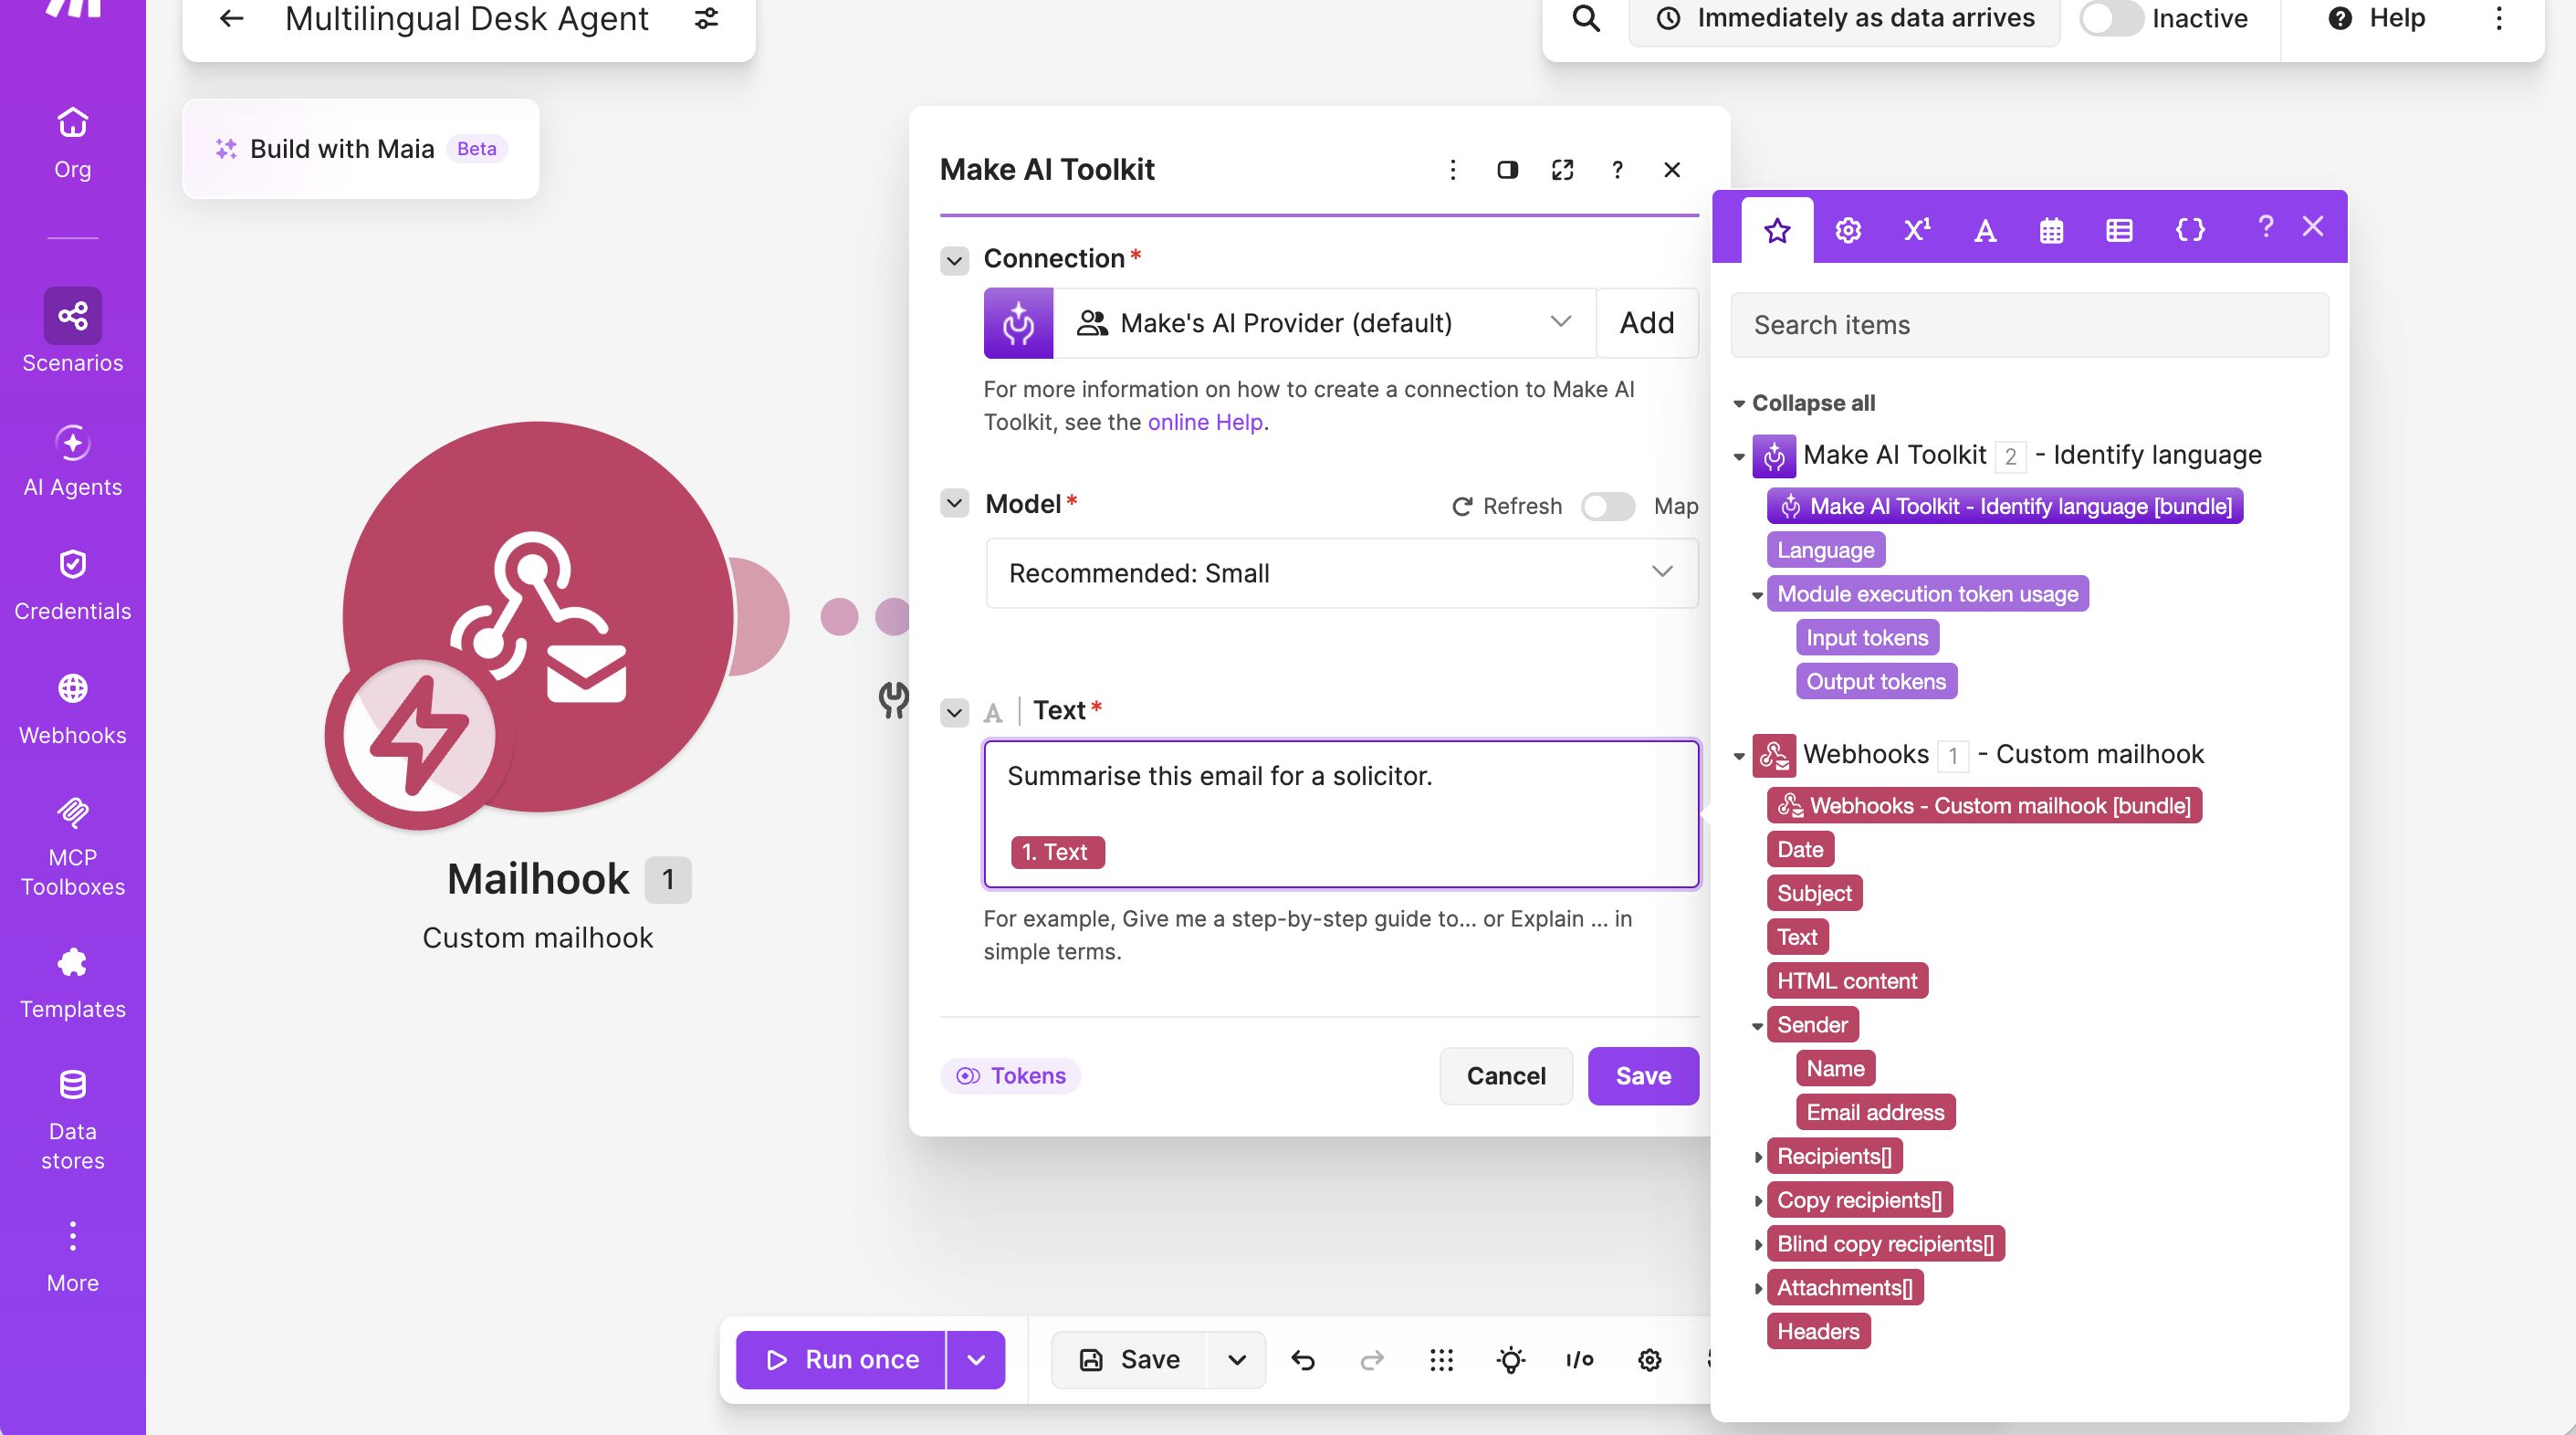 Multilingual Desk Agent
Immediately as data arrives
Inactive
Help
Org
Scenarios
AI Agents
Credentials
Webhooks
MCP
Toolboxes
Templates
Data
stores
More
Build with Maia Beta
Mailhook 1
Custom mailhook
Make AI Toolkit
Connection*
Make's AI Provider (default)
Add
For more information on how to create a connection to Make AI
Toolkit, see the online Help.
Model*
Refresh
Map
Recommended: Small
A | Text*
Summarise this email for a solicitor.
1. Text
For example, Give me a step-by-step guide to... or Explain ... in
simple terms.
Tokens
Cancel
Save
Search items
Collapse all
Make AI Toolkit 2 - Identify language
Make AI Toolkit - Identify language [bundle]
Language
Module execution token usage
Input tokens
Output tokens
Webhooks 1 - Custom mailhook
Webhooks - Custom mailhook [bundle]
Date
Subject
Text
HTML content
Sender
Name
Email address
Recipients[]
Copy recipients[]
Blind copy recipients[]
Attachments[]
Headers
Run once
Save